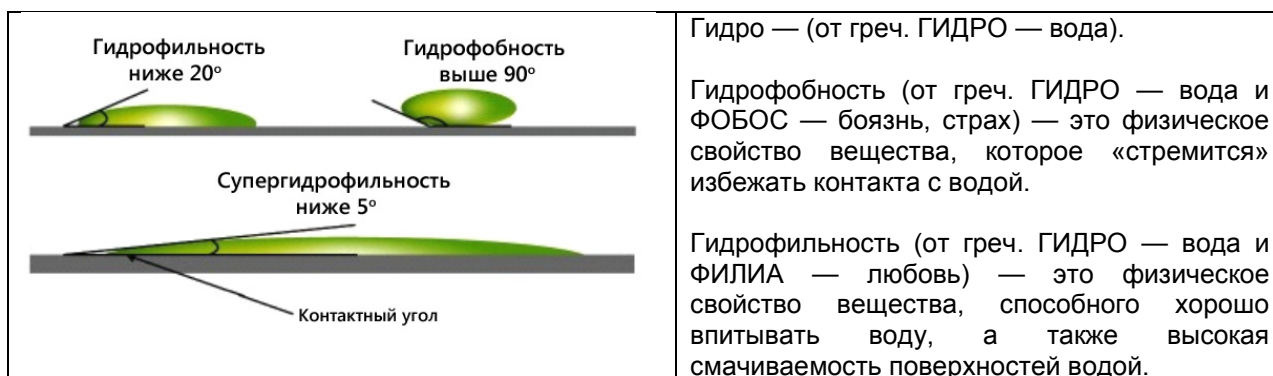 Гидрофильность
ниже 20°
Гидрофобность
выше 90°
Супергидрофильность
ниже 5°
Контактный угол
Гидро — (от греч. ГИДРО — вода).
Гидрофобность (от греч. ГИДРО — вода и
ФОБОС — боязнь, страх) — это физическое
свойство вещества, которое «стремится»
избежать контакта с водой.
Гидрофильность (от греч. ГИДРО — вода и
ФИЛИА — любовь) — это физическое
свойство вещества, способного хорошо
впитывать воду, а также высокая
смачиваемость поверхностей водой.